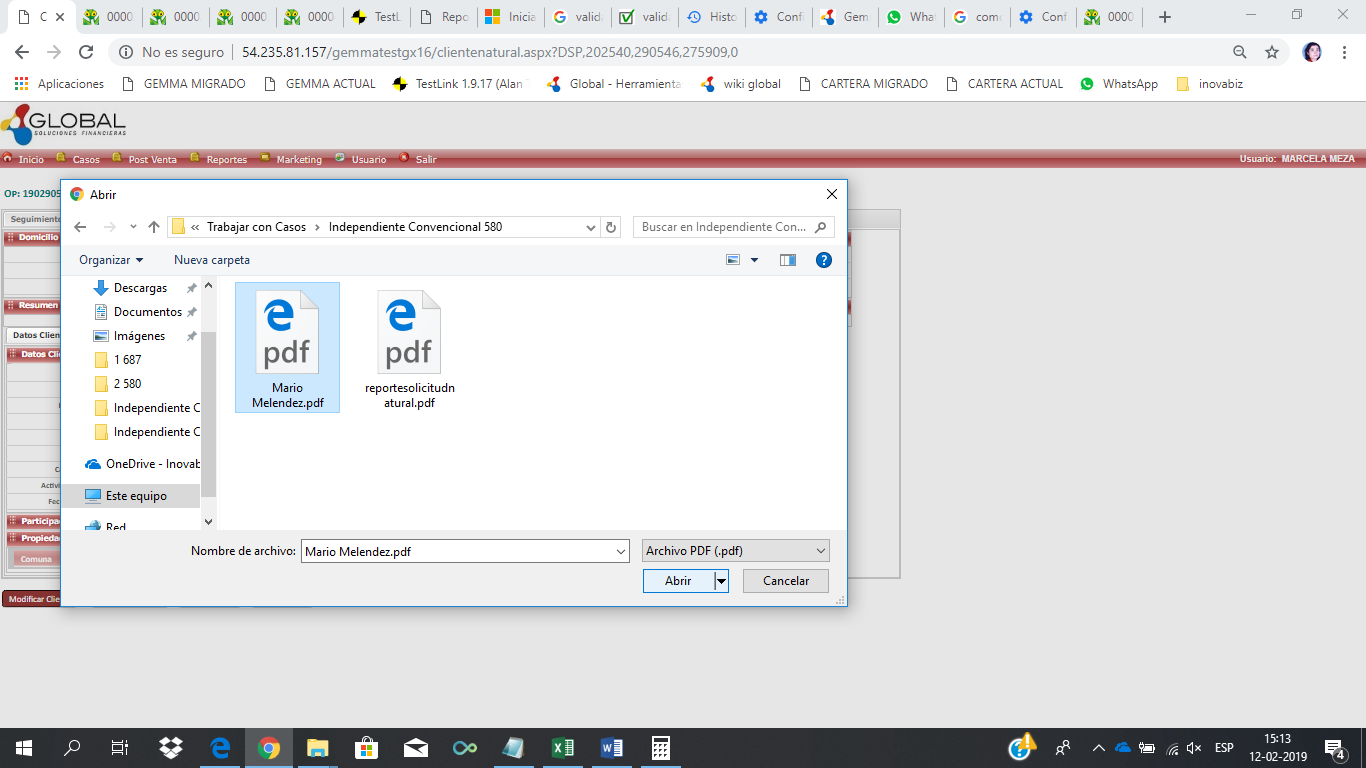 C
0000
0000
0000
0000
TestL
Repo
Inicia
valida
valid
Histo
Conf
Gem
What
como
Conf
0000
No es seguro | 54.235.81.157/gemmatestgx16/clientenatural.aspx?DSP,202540,290546,275909,0
Aplicaciones GEMMA MIGRADO GEMMA ACTUAL TestLink 1.9.17 (Alan Global - Herramienta wiki global CARTERA MIGRADO CARTERA ACTUAL WhatsApp inovabiz
GLOBAL
SOLUCIONES FINANCIERAS
Inicio Casos Post Venta Reportes Marketing Usuario Salir Usuario: MARCELA MEZA
OP: 1902905
Seguimiento
Domicilio
Resumen
Datos Clien
Datos Cli
Activi
Fec
Participa
Propieda
Comuna
Modificar Clie
Abrir
« Trabajar con Casos › Independiente Convencional 580
Buscar en Independiente Con...
Organizar Nueva carpeta
Descargas
Documentos
Imágenes
1 687
2 580
Independiente C
Independiente C
OneDrive - Inovab
Este equipo
Red
Mario
Melendez.pdf
reportesolicitudn
atural.pdf
Nombre de archivo: Mario Melendez.pdf Archivo PDF (.pdf)
Abrir Cancelar
ESP
15:13
12-02-2019
4